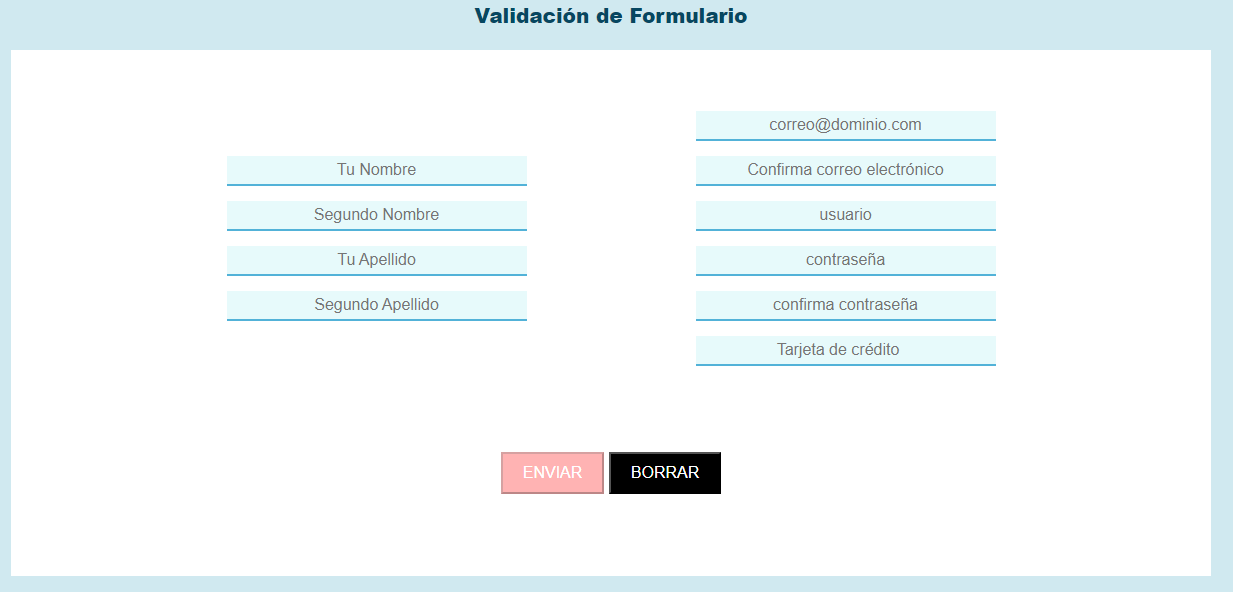 Validación de Formulario
Tu Nombre
Segundo Nombre
Tu Apellido
Segundo Apellido
correo@dominio.com
Confirma correo electrónico
usuario
contraseña
confirma contraseña
Tarjeta de crédito
ENVIAR
BORRAR